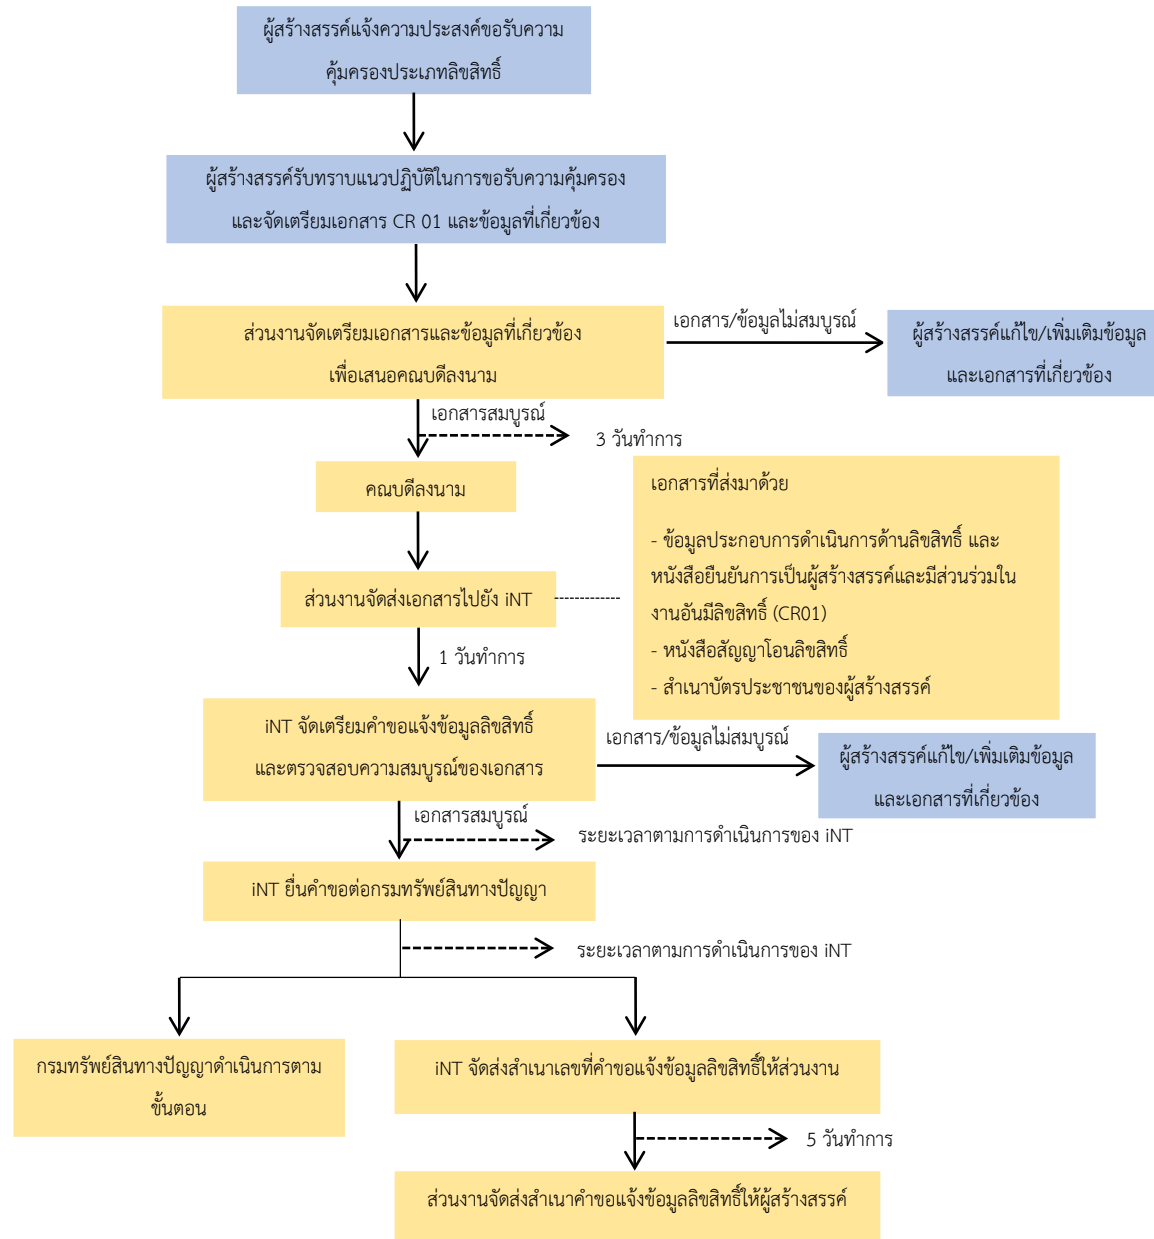 ผู้สร้างสรรค์แจ้งความประสงค์ขอรับความ
คุ้มครองประเภทลิขสิทธิ์
ผู้สร้างสรรค์รับทราบแนวปฏิบัติในการขอรับความคุ้มครอง
และจัดเตรียมเอกสาร CR 01 และข้อมูลที่เกี่ยวข้อง
ส่วนงานจัดเตรียมเอกสารและข้อมูลที่เกี่ยวข้อง
เพื่อเสนอคณบดีลงนาม
เอกสาร/ข้อมูลไม่สมบูรณ์
ผู้สร้างสรรค์แก้ไข/เพิ่มเติมข้อมูล
และเอกสารที่เกี่ยวข้อง
เอกสารสมบูรณ์
3 วันทำการ
คณบดีลงนาม
ส่วนงานจัดส่งเอกสารไปยัง iNT
เอกสารที่ส่งมาด้วย
- ข้อมูลประกอบการดำเนินการด้านลิขสิทธิ์ และ
หนังสือยืนยันการเป็นผู้สร้างสรรค์และมีส่วนร่วมใน
งานอันมีลิขสิทธิ์ (CR01)
- หนังสือสัญญาโอนลิขสิทธิ์
- สำเนาบัตรประชาชนของผู้สร้างสรรค์
1 วันทำการ
iNT จัดเตรียมคำขอแจ้งข้อมูลลิขสิทธิ์
และตรวจสอบความสมบูรณ์ของเอกสาร
เอกสาร/ข้อมูลไม่สมบูรณ์
ผู้สร้างสรรค์แก้ไข/เพิ่มเติมข้อมูล
และเอกสารที่เกี่ยวข้อง
เอกสารสมบูรณ์
ระยะเวลาตามการดำเนินการของ iNT
iNT ยื่นคำขอต่อกรมทรัพย์สินทางปัญญา
ระยะเวลาตามการดำเนินการของ iNT
กรมทรัพย์สินทางปัญญาดำเนินการตาม
ขั้นตอน
iNT จัดส่งสำเนาเลขที่คำขอแจ้งข้อมูลลิขสิทธิ์ให้ส่วนงาน
5 วันทำการ
ส่วนงานจัดส่งสำเนาคำขอแจ้งข้อมูลลิขสิทธิ์ให้ผู้สร้างสรรค์